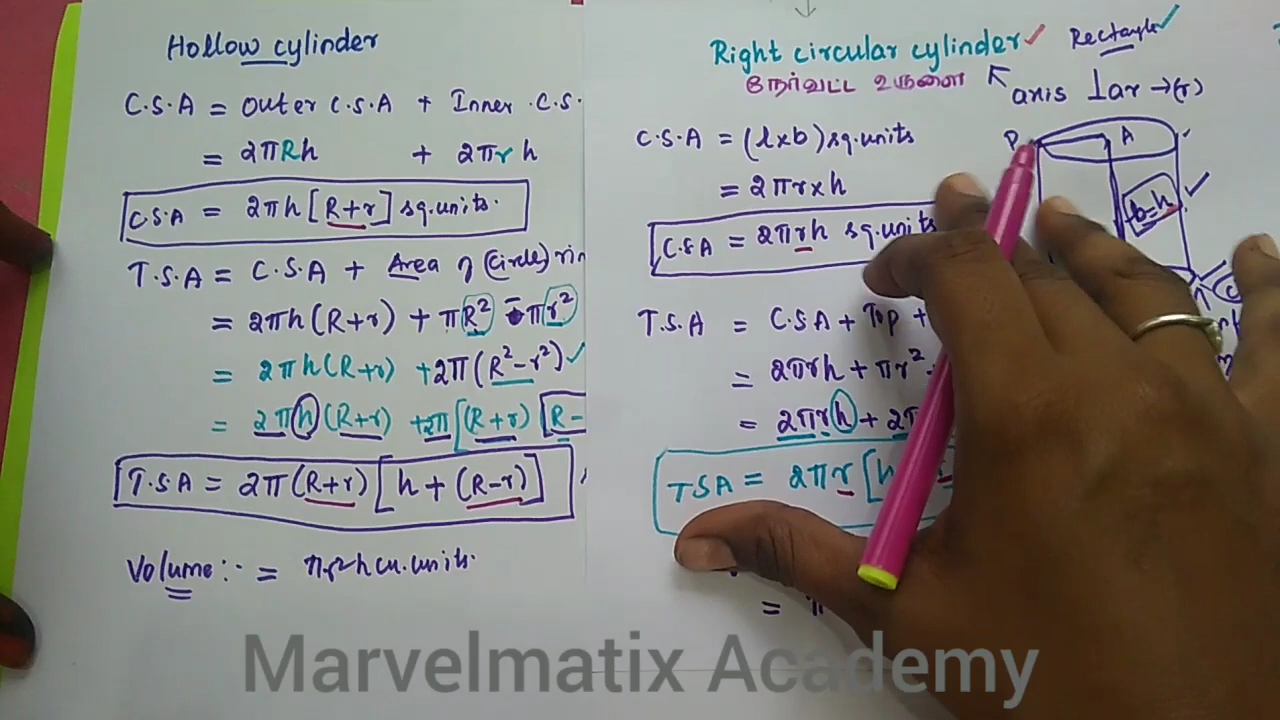 Hollow cylinder
C.S.A = Outer C.S.A + Inner C.S.
= 2πRh + 2πrh
C.S.A = 2πh[R+r] sq.units.
T.S.A = C.S.A + Area of (circle) rin
= 2πh(R+r) + πR² - πr²
= 2πh(R+r) +2π(R²-r²) ✓
= 2πh(R+r) +2π[(R+r)(R-
T.S.A = 2π(R+r)[h+(R-r)]
Volume:- = πr²h cu.units.
Right circular cylinder ✓ Rectangle ✓
நேர்வட்ட உருளை axis ⊥ar →(r)
C.S.A = (l×b) sq.units
= 2πr×h
C.S.A = 2πrh sq.units
T.S.A = C.S.A + Top +
= 2πrh + πr² +
= 2πrh + 2π
TSA = 2πr[h
= π
P A
b=h
Marvelmatix Academy